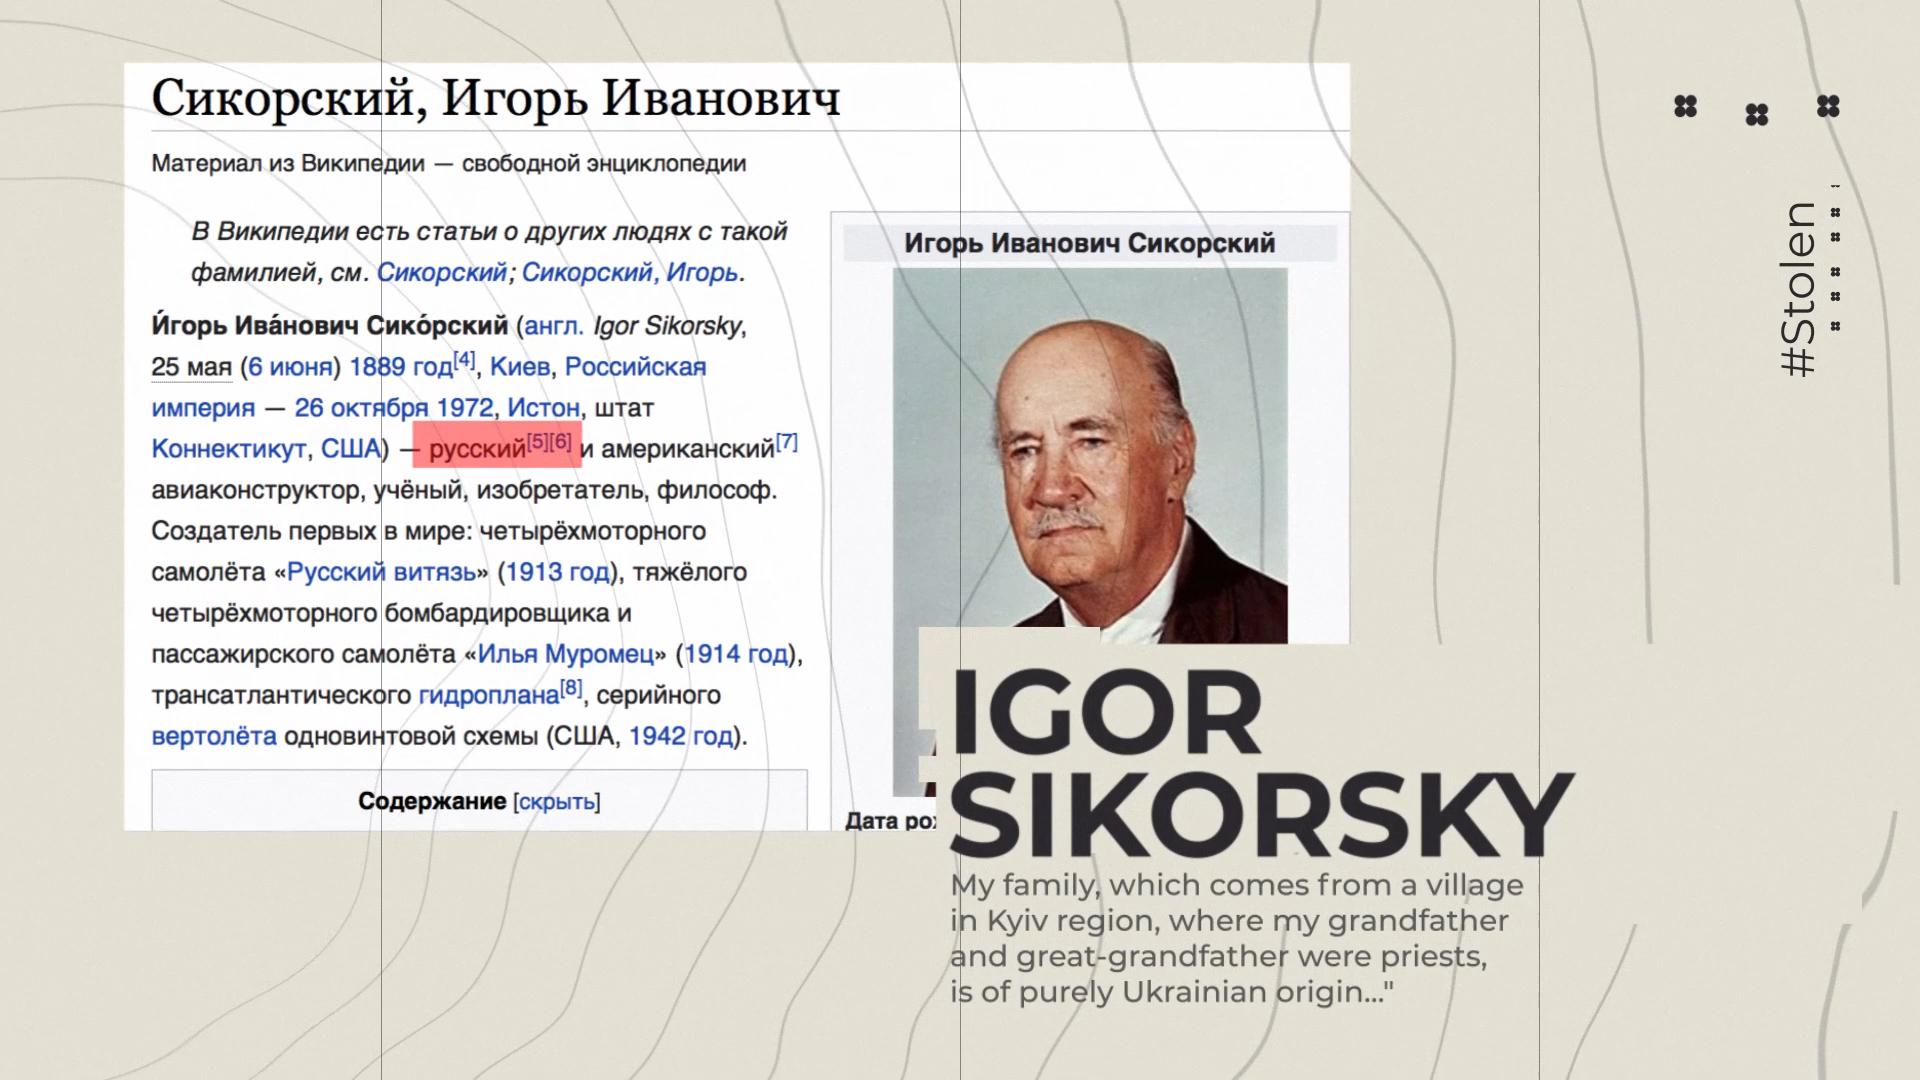 Сикорский, Игорь Иванович
Материал из Википедии — свободной энциклопедии
В Википедии есть статьи о других людях с такой
фамилией, см. Сикорский; Сикорский, Игорь.
И́горь Ива́нович Сико́рский (англ. Igor Sikorsky,
25 мая (6 июня) 1889 год[4], Киев, Российская
империя — 26 октября 1972, Истон, штат
Коннектикут, США) — русский[5][6] и американский[7]
авиаконструктор, учёный, изобретатель, философ.
Создатель первых в мире: четырёхмоторного
самолёта «Русский витязь» (1913 год), тяжёлого
четырёхмоторного бомбардировщика и
пассажирского самолёта «Илья Муромец» (1914 год),
трансатлантического гидроплана[8], серийного
вертолёта одновинтовой схемы (США, 1942 год).
Содержание [скрыть]
Игорь Иванович Сикорский
Дата
IGOR
SIKORSKY
My family, which comes from a village
in Kyiv region, where my grandfather
and great-grandfather were priests,
is of purely Ukrainian origin..."
#Stolen